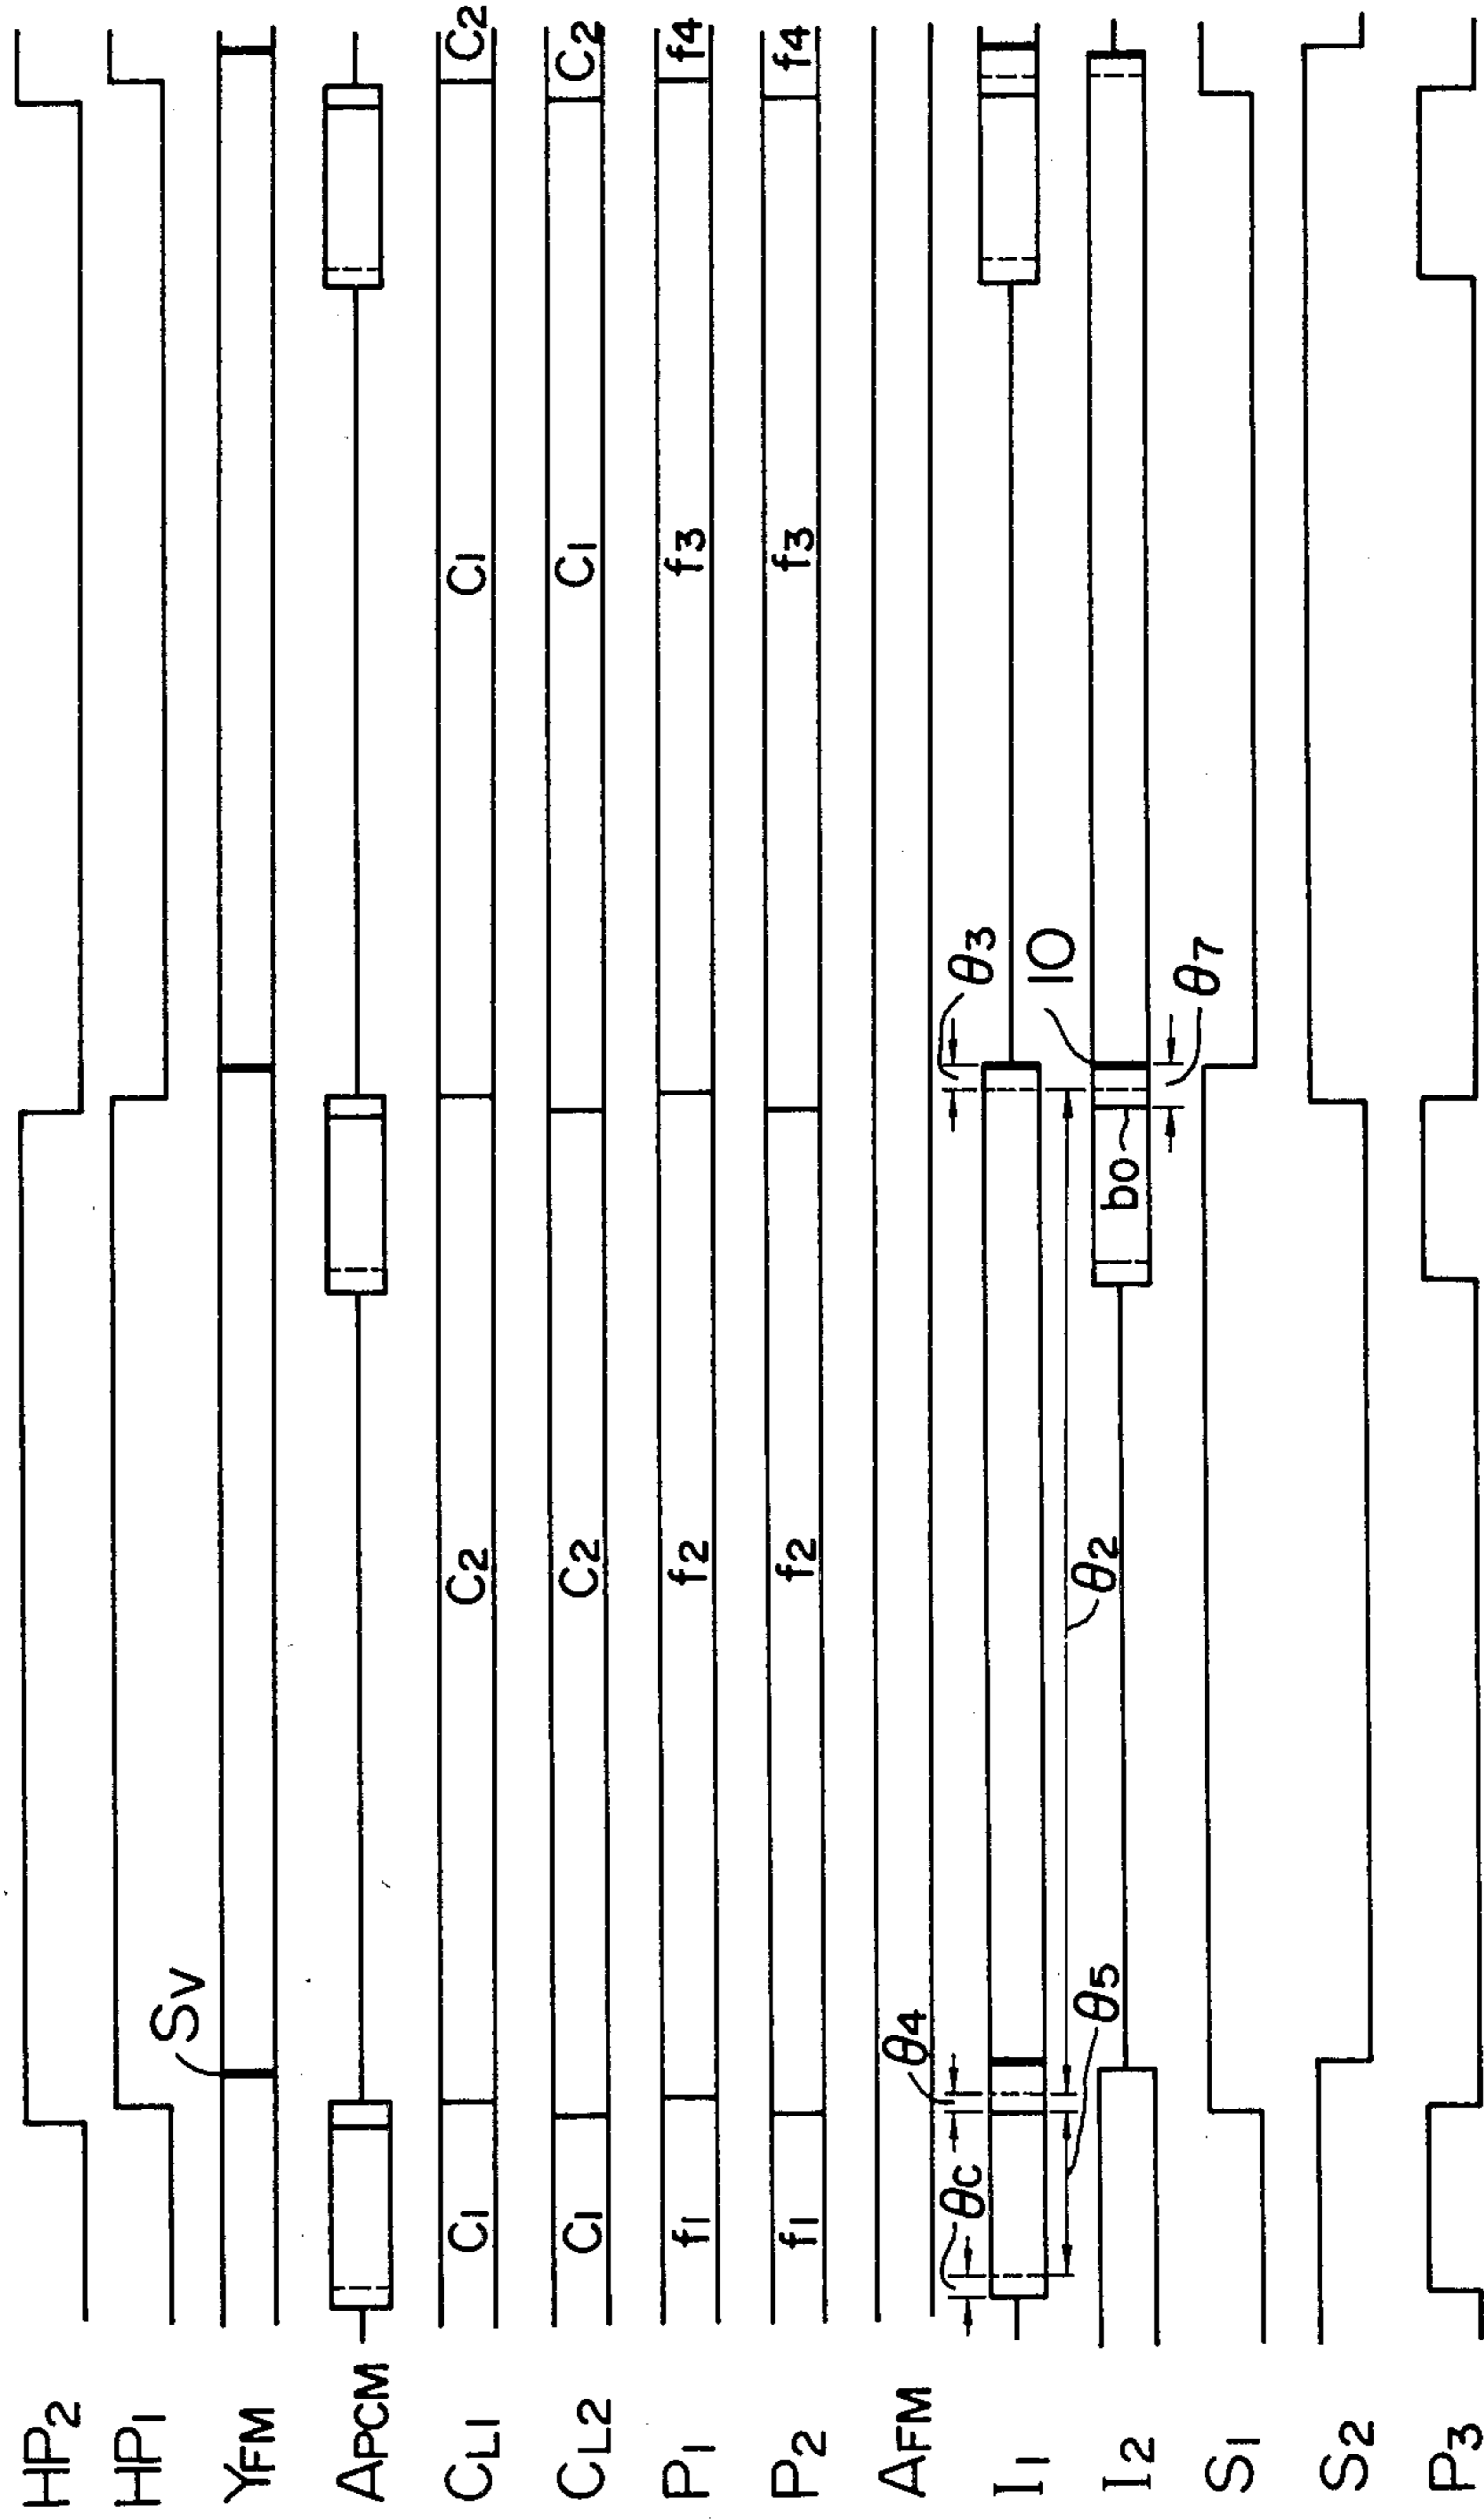 HP2
HP1
SV
YFM
APCM
CL1 C1 C2 C1 C2
CL2 C1 C2 C1 C2
P1 f1 f2 f3 f4
P2 f1 f2 f3 f4
AFM
θC θ4 θ3
I1
θ5 θ2 10
I2 bo
θ7
S1
S2
P3